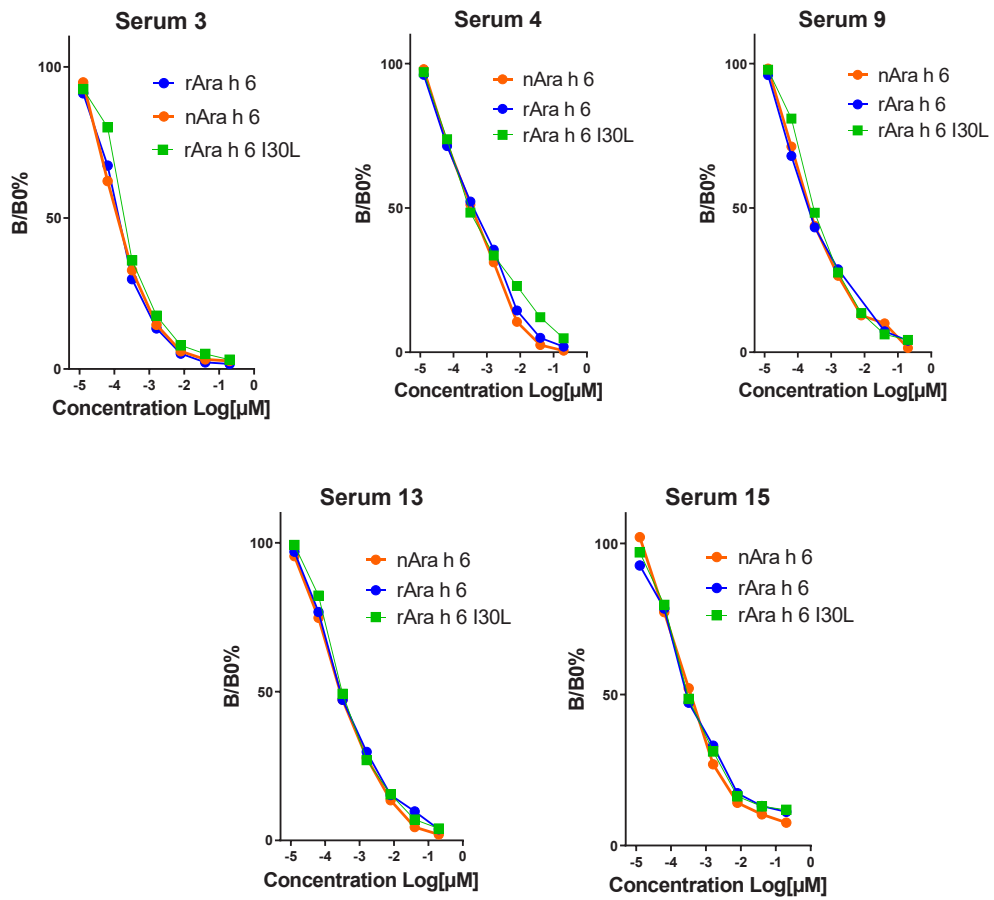 Serum 3
B/B0%
100
50
0
rAra h 6
nAra h 6
rAra h 6 I30L
-5 -4 -3 -2 -1 0
Concentration Log[µM]
Serum 4
B/B0%
100
50
0
nAra h 6
rAra h 6
rAra h 6 I30L
-5 -4 -3 -2 -1 0
Concentration Log[µM]
Serum 9
B/B0%
100
50
0
nAra h 6
rAra h 6
rAra h 6 I30L
-5 -4 -3 -2 -1 0
Concentration Log[µM]
Serum 13
B/B0%
100
50
0
nAra h 6
rAra h 6
rAra h 6 I30L
-5 -4 -3 -2 -1 0
Concentration Log[µM]
Serum 15
B/B0%
100
50
0
nAra h 6
rAra h 6
rAra h 6 I30L
-5 -4 -3 -2 -1 0
Concentration Log[µM]